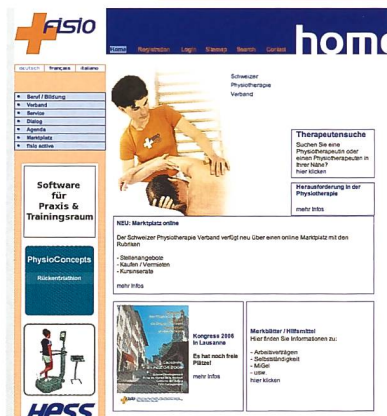 fisio
home
Home Registration Login Sitemap Search Contact
deutsch français italiano
Beruf / Bildung
Verband
Service
Dialog
Agenda
Marktplatz
fisio active
Schweizer
Physiotherapie
Verband
Therapeutensuche
Suchen Sie eine
Physiotherapeutin oder
einen Physiotherapeuten in
Ihrer Nähe?
hier klicken
Herausforderung in der
Physiotherapie
mehr Infos
Software
für
Praxis &
Trainingsraum
PhysioConcepts
Rückentriathlon
HESS
NEU: Marktplatz online
Der Schweizer Physiotherapie Verband verfügt neu über einen online Marktplatz mit den
Rubriken
- Stellenangebote
- Kaufen / Vermieten
- Kursinserate
mehr Infos
Kongress 2006
in Lausanne
Es hat noch freie
Plätze!
mehr Infos
Merkblätter / Hilfsmittel
Hier finden Sie Informationen zu:
- Arbeitsverträgen
- Selbständigkeit
- MiGel
- usw.
hier klicken